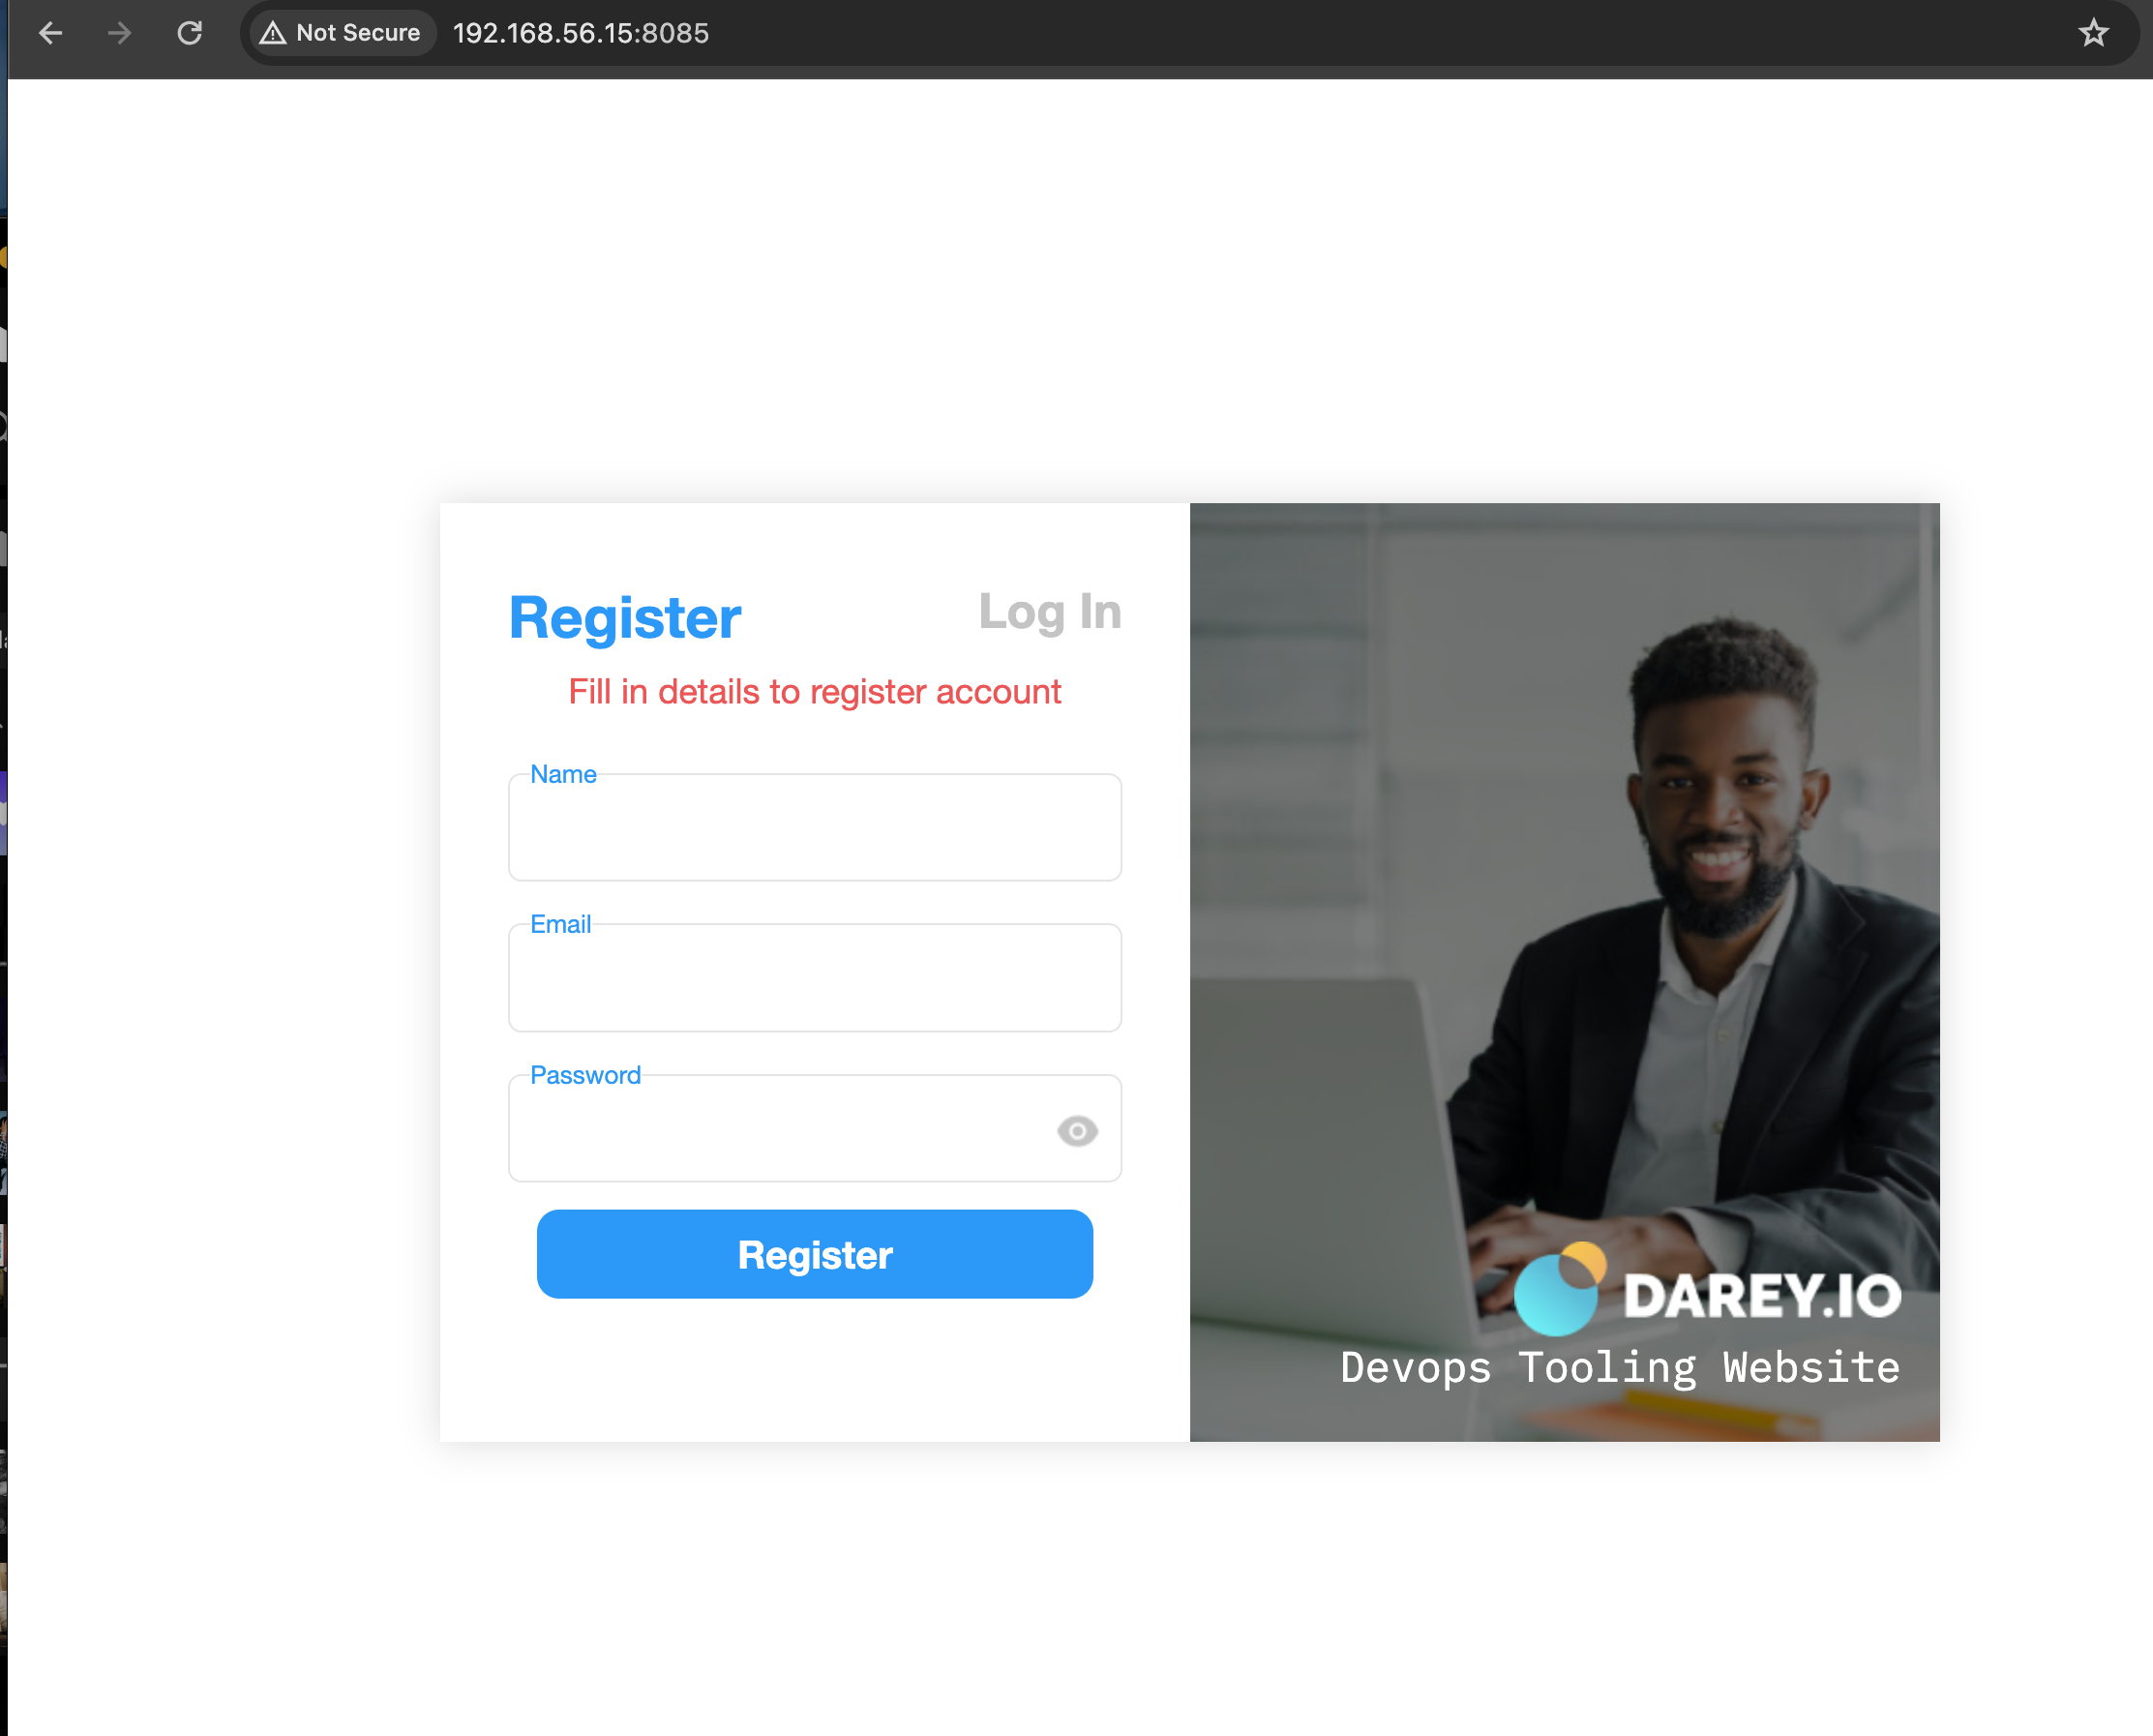 Not Secure 192.168.56.15:8085
Register
Log In
Fill in details to register account
Name
Email
Password
Register
DAREY.IO
Devops Tooling Website